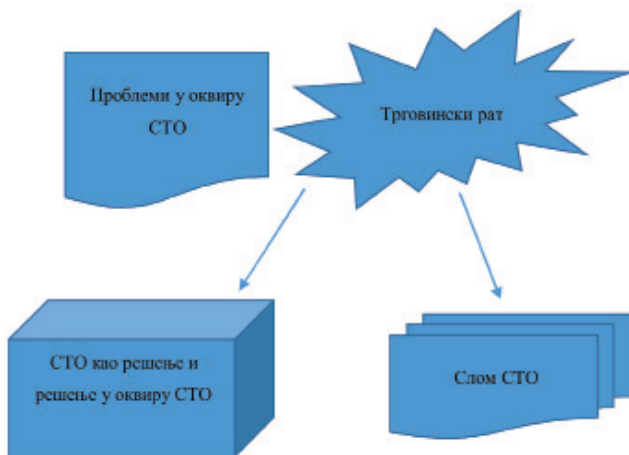 Проблеми у оквиру
СТО
Трговински рат
СТО као решење и
решење у оквиру СТО
Слом СТО